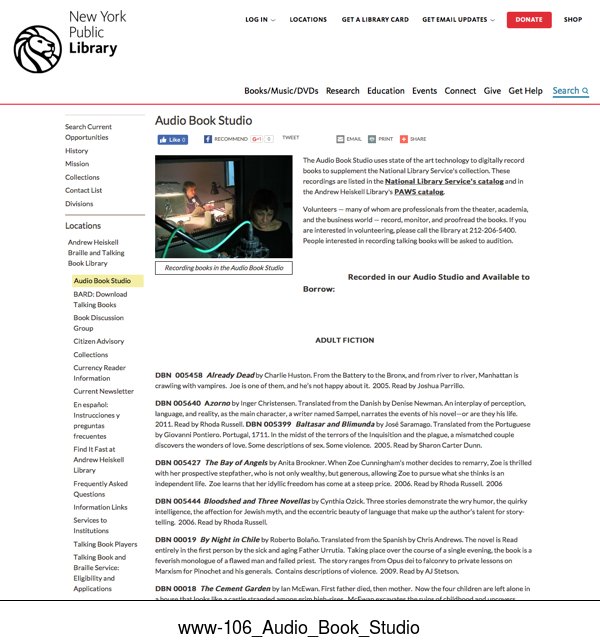 New York
Public
Library
LOG IN
LOCATIONS
GET A LIBRARY CARD
GET EMAIL UPDATES
DONATE
SHOP
Books/Music/DVDs Research Education Events Connect Give Get Help Search
Search Current
Opportunities
History
Mission
Collections
Contact List
Divisions
Locations
Andrew Heiskell
Braille and Talking
Book Library
Audio Book Studio
BARD: Download
Talking Books
Book Discussion
Group
Citizen Advisory
Collections
Currency Reader
Information
Current Newsletter
En español:
Instrucciones y
preguntas
frecuentes
Find It Fast at
Andrew Heiskell
Library
Frequently Asked
Questions
Information Links
Services to
Institutions
Talking Book Players
Talking Book and
Braille Service:
Eligibility and
Applications
Audio Book Studio
Like 0
RECOMMEND
G+1 0
TWEET
EMAIL
PRINT
SHARE
Recording books in the Audio Book Studio
The Audio Book Studio uses state of the art technology to digitally record
books to supplement the National Library Service's collection. These
recordings are listed in the National Library Service's catalog and in
the Andrew Heiskell Library's PAWS catalog.
Volunteers — many of whom are professionals from the theater, academia,
and the business world — record, monitor, and proofread the books. If you
are interested in volunteering, please call the library at 212-206-5400.
People interested in recording talking books will be asked to audition.
Recorded in our Audio Studio and Available to
Borrow:
ADULT FICTION
DBN 005458 Already Dead by Charlie Huston. From the Battery to the Bronx, and from river to river, Manhattan is
crawling with vampires. Joe is one of them, and he's not happy about it. 2005. Read by Joshua Parrillo.
DBN 005640 Azorno by Inger Christensen. Translated from the Danish by Denise Newman. An interplay of perception,
language, and reality, as the main character, a writer named Sampel, narrates the events of his novel—or are they his life.
2011. Read by Rhoda Russell. DBN 005399 Baltasar and Blimunda by José Saramago. Translated from the Portuguese
by Giovanni Pontiero. Portugal, 1711. In the midst of the terrors of the Inquisition and the plague, a mismatched couple
discovers the wonders of love. Some descriptions of sex. Some violence. 2005. Read by Sharon Carter Dunn.
DBN 005427 The Bay of Angels by Anita Brookner. When Zoe Cunningham's mother decides to remarry, Zoe is thrilled
with her prospective stepfather, who is not only wealthy, but generous, allowing Zoe to pursue what she thinks is an
independent life. Zoe learns that her idyllic freedom has come at a steep price. 2006. Read by Rhoda Russell. 2006
DBN 005444 Bloodshed and Three Novellas by Cynthia Ozick. Three stories demonstrate the wry humor, the quirky
intelligence, the affection for Jewish myth, and the eccentric beauty of language that make up the author's talent for story-
telling. 2006. Read by Rhoda Russell.
DBN 00019 By Night in Chile by Roberto Bolaño. Translated from the Spanish by Chris Andrews. The novel is Read
entirely in the first person by the sick and aging Father Urrutia. Taking place over the course of a single evening, the book is a
feverish monologue of a flawed man and failed priest. The story ranges from Opus dei to falconry to private lessons on
Marxism for Pinochet and his generals. Contains descriptions of violence. 2009. Read by AJ Stetson.
DBN 00018 The Cement Garden by Ian McEwan. First father died, then mother. Now the four children are left alone in
a house that looks like a castle stranded among grim high-rises. McEwan excavates the ruins of childhood and uncovers
www-106_Audio_Book_Studio